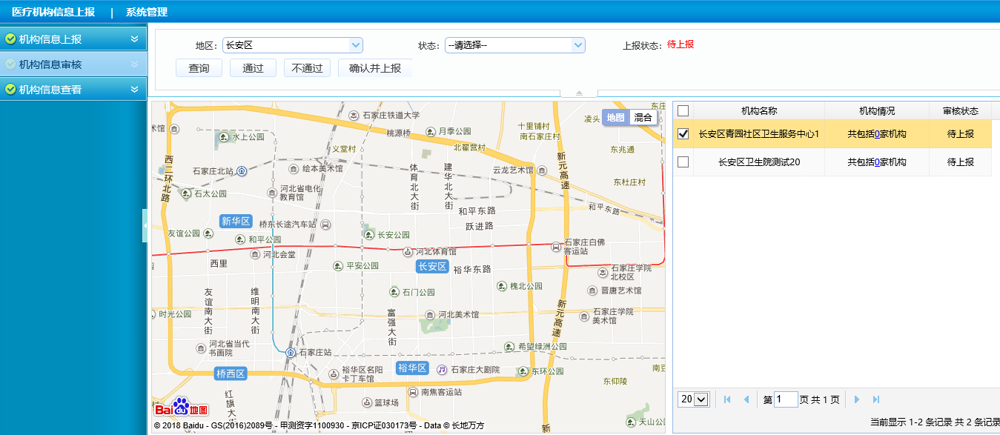 医疗机构信息上报 | 系统管理
机构信息上报
机构信息审核
机构信息查看
地区： 长安区 状态： --请选择-- 上报状态： 待上报
查询 通过 不通过 确认并上报
地图 混合
石家庄铁道大学
桃源桥
月季公园
十里铺村
南石家庄村
凌头
水上公园
义堂村
北翟营村
东兆通
西二环北路
石家庄北站
绘本美术馆
体育北大街
建华北大街
云龙艺术馆
新元高速
东杜庄村
石太公园
河北省电化
教育馆
和平东路
和平东路
新华区
桥东长途汽车站
跃进路
友谊公园
和平公园
长安公园
石家庄白佛
客运站
河北会堂
河北体育馆
西里
平安公园
长安区
裕华东路
石家庄学院
北校区
友谊南大街
维明南大街
石门公园
槐北公园
晋唐艺术馆
时光公园
富强大街
河北美术馆
新元高速
石家庄学院
美术馆
河北省当代
书画院
石家庄站
希望绿洲公园
桥西区
裕华区名阳
卡丁车馆
裕华区
石家庄大剧院
东环公园
东仰陵
红旗大街
南焦客运站
篮球场
天山公园
Bai du 地图
© 2018 Baidu - GS(2016)2089号 - 甲测资字1100930 - 京ICP证030173号 - Data © 长地万方
机构名称 机构情况 审核状态
长安区青园社区卫生服务中心1 共包括0家机构 待上报
长安区卫生院测试20 共包括0家机构 待上报
20 第 1 页 共 1 页
当前显示 1-2 条记录 共 2 条记录